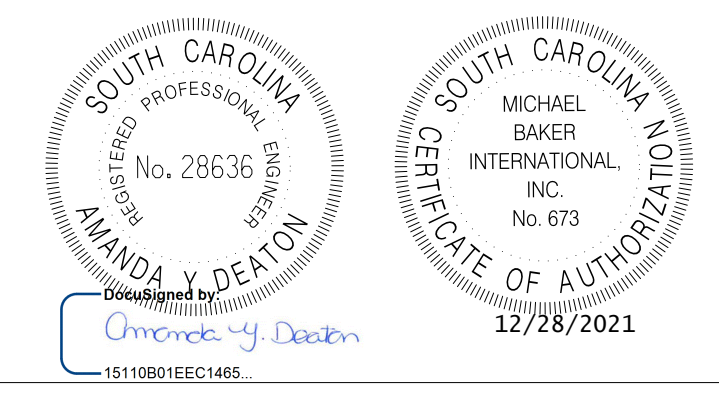 SOUTH CAROLINA
REGISTERED PROFESSIONAL ENGINEER
No. 28636
AMANDA Y DEATON
DocuSigned by:
Amanda Y. Deaton
15110B01EEC1465...
SOUTH CAROLINA
MICHAEL
BAKER
INTERNATIONAL,
INC.
No. 673
CERTIFICATE OF AUTHORIZATION
12/28/2021